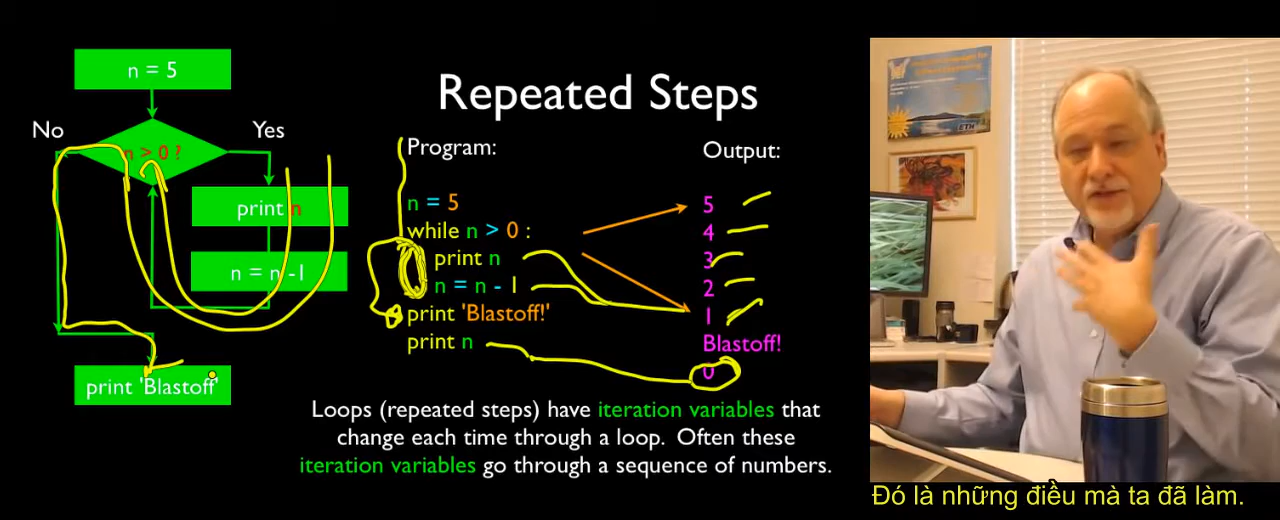 n = 5
Repeated Steps
No
Yes
n > 0 ?
Program:
Output:
print n
n = n -1
print 'Blastoff'
n = 5
while n > 0 :
print n
n = n - 1
print 'Blastoff!'
print n
5
4
3
2
1
Blastoff!
0
Loops (repeated steps) have iteration variables that
change each time through a loop. Often these
iteration variables go through a sequence of numbers.
ETH
Đó là những điều mà ta đã làm.